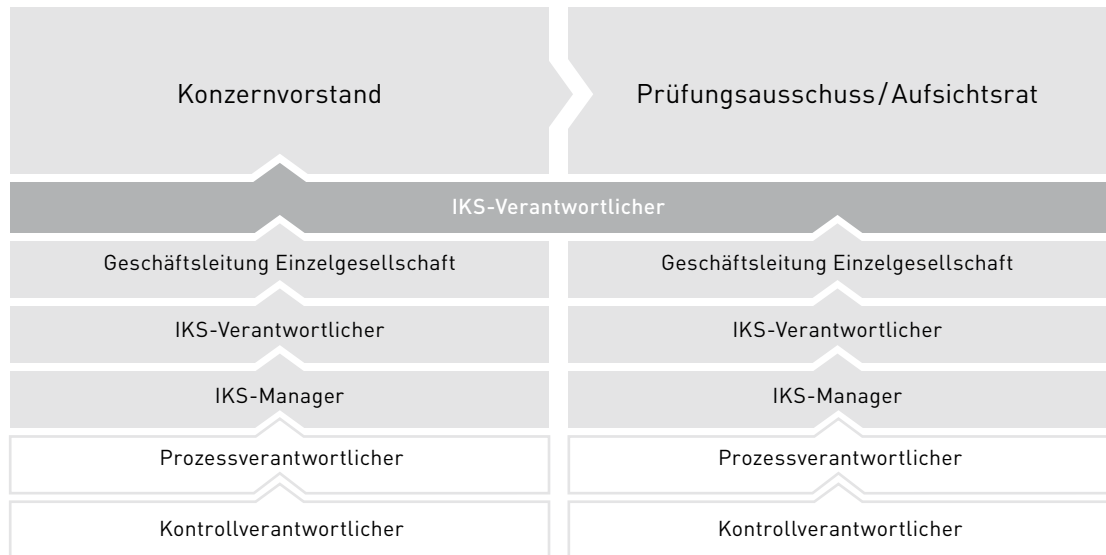 Konzernvorstand
Prüfungsausschuss/Aufsichtsrat
IKS-Verantwortlicher
Geschäftsleitung Einzelgesellschaft
Geschäftsleitung Einzelgesellschaft
IKS-Verantwortlicher
IKS-Verantwortlicher
IKS-Manager
IKS-Manager
Prozessverantwortlicher
Prozessverantwortlicher
Kontrollverantwortlicher
Kontrollverantwortlicher